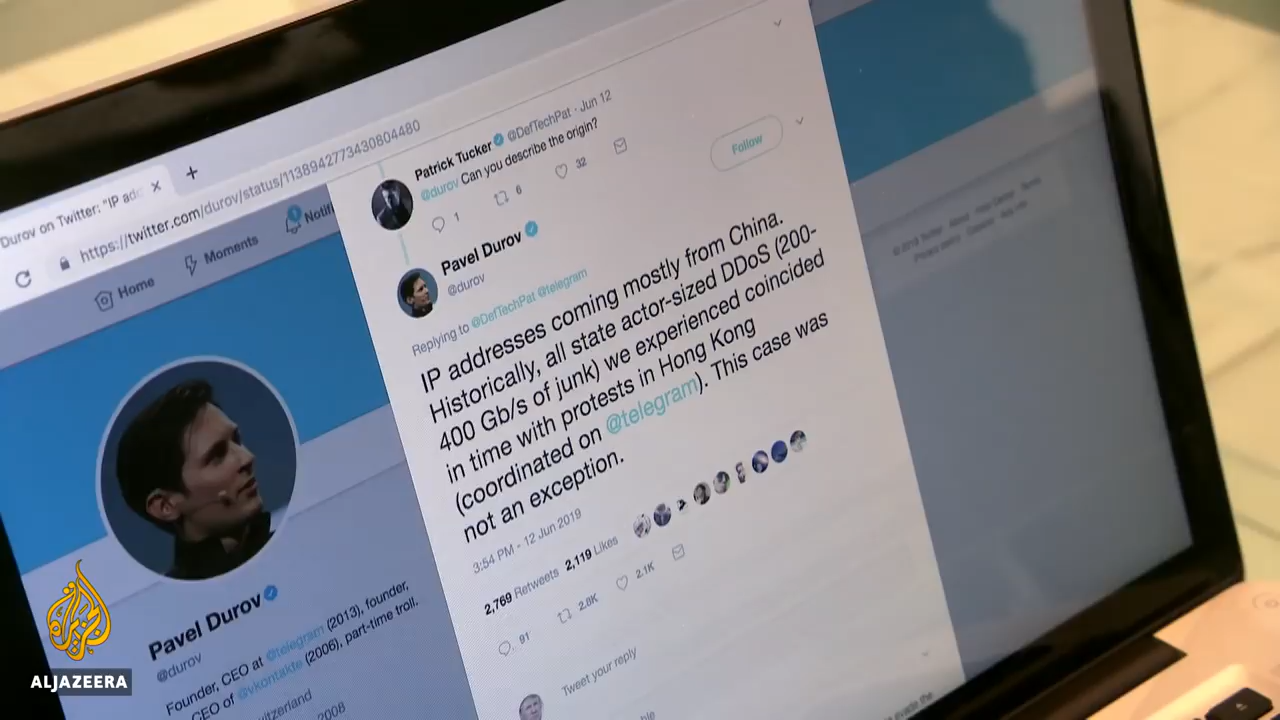 Durov on Twitter: "IP ad
https://twitter.com/durov/status/1138942773430804480
Home
Moments
Notifi
Patrick Tucker @DefTechPat · Jun 12
@durov Can you describe the origin?
1
6
32
Pavel Durov
@durov
Follow
Replying to @DefTechPat @telegram
IP addresses coming mostly from China.
Historically, all state actor-sized DDoS (200-
400 Gb/s of junk) we experienced coincided
in time with protests in Hong Kong
(coordinated on @telegram). This case was
not an exception.
3:54 PM - 12 Jun 2019
2,769 Retweets 2,119 Likes
91
2.8K
2.1K
Tweet your reply
Pavel Durov
@durov
Founder, CEO at @telegram (2013), founder,
CEO of @vkontakte (2006), part-time troll.
witzerland
2008
ALJAZEERA